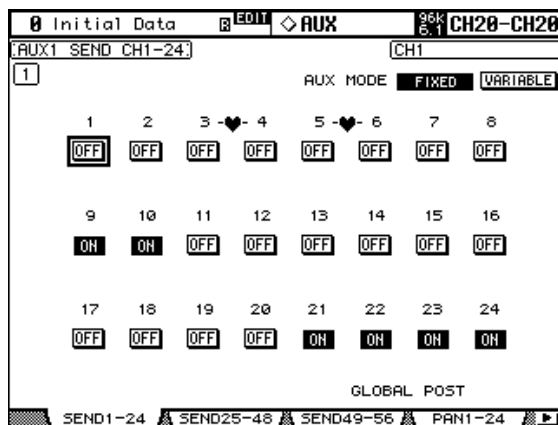 0 Initial Data R EDIT ◇AUX 96k 6.1 CH20-CH20
AUX1 SEND CH1-24 CH1
1 AUX MODE FIXED VARIABLE
1 2 3 -♥- 4 5 -♥- 6 7 8
OFF OFF OFF OFF OFF OFF OFF OFF
9 10 11 12 13 14 15 16
ON ON OFF OFF OFF OFF OFF OFF
17 18 19 20 21 22 23 24
OFF OFF OFF OFF ON ON ON ON
GLOBAL POST
SEND1-24 SEND25-48 SEND49-56 PAN1-24